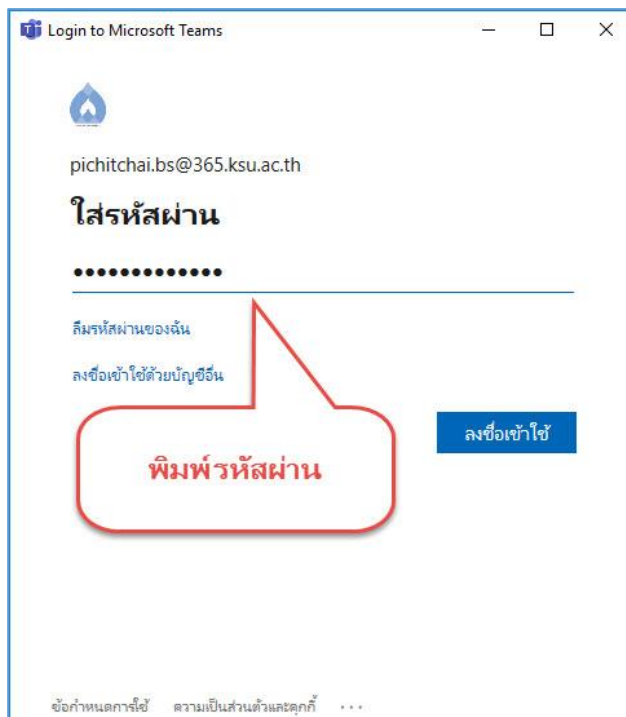 Login to Microsoft Teams
pichitchai.bs@365.ksu.ac.th
ใส่รหัสผ่าน
•••••••••••••
ลืมรหัสผ่านของฉัน
ลงชื่อเข้าใช้ด้วยบัญชีอื่น
ลงชื่อเข้าใช้
พิมพ์รหัสผ่าน
ข้อกำหนดการใช้ ความเป็นส่วนตัวและคุกกี้ ...